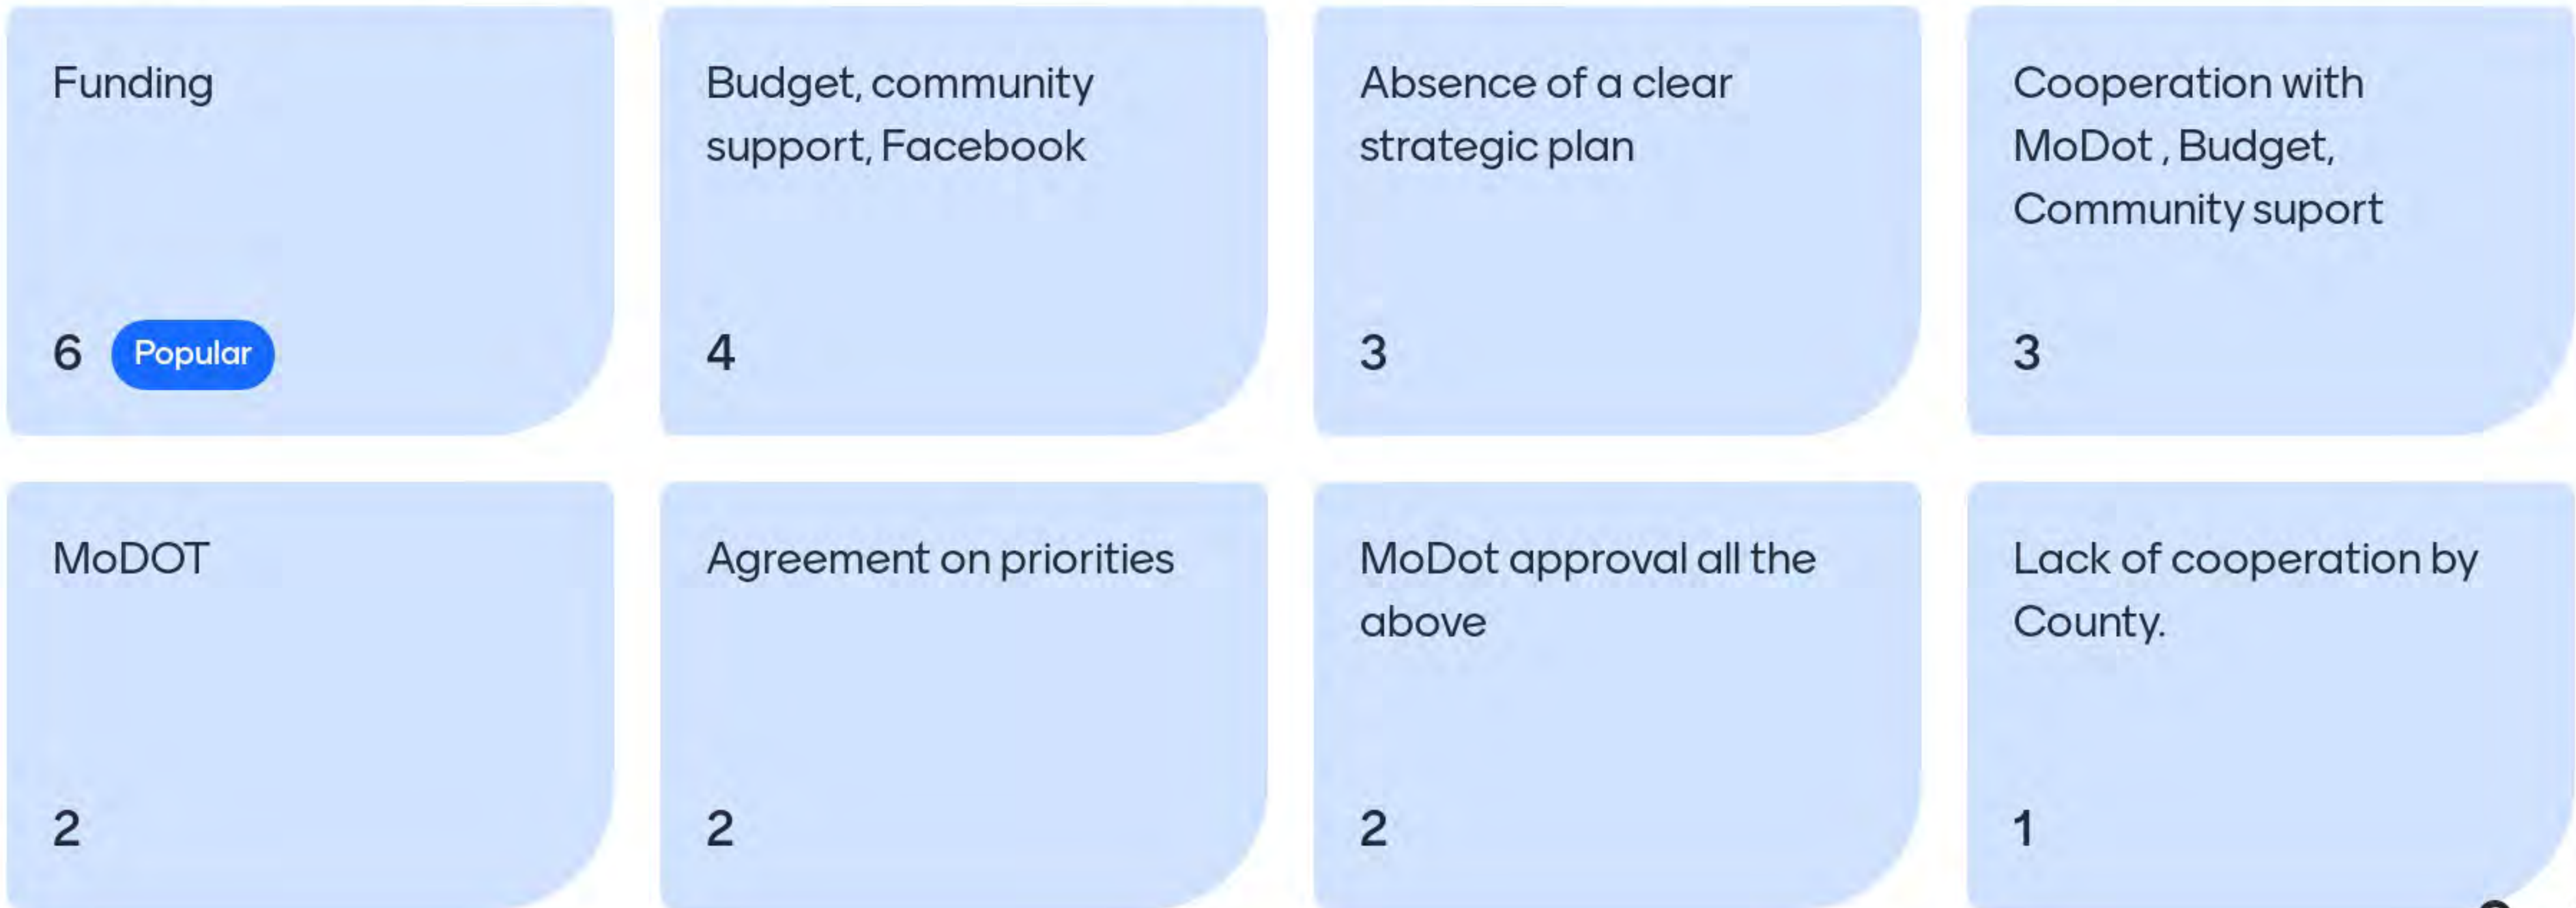 Funding
6 Popular
Budget, community
support, Facebook
4
Absence of a clear
strategic plan
3
Cooperation with
MoDot , Budget,
Community suport
3
MoDOT
2
Agreement on priorities
2
MoDot approval all the
above
2
Lack of cooperation by
County.
1